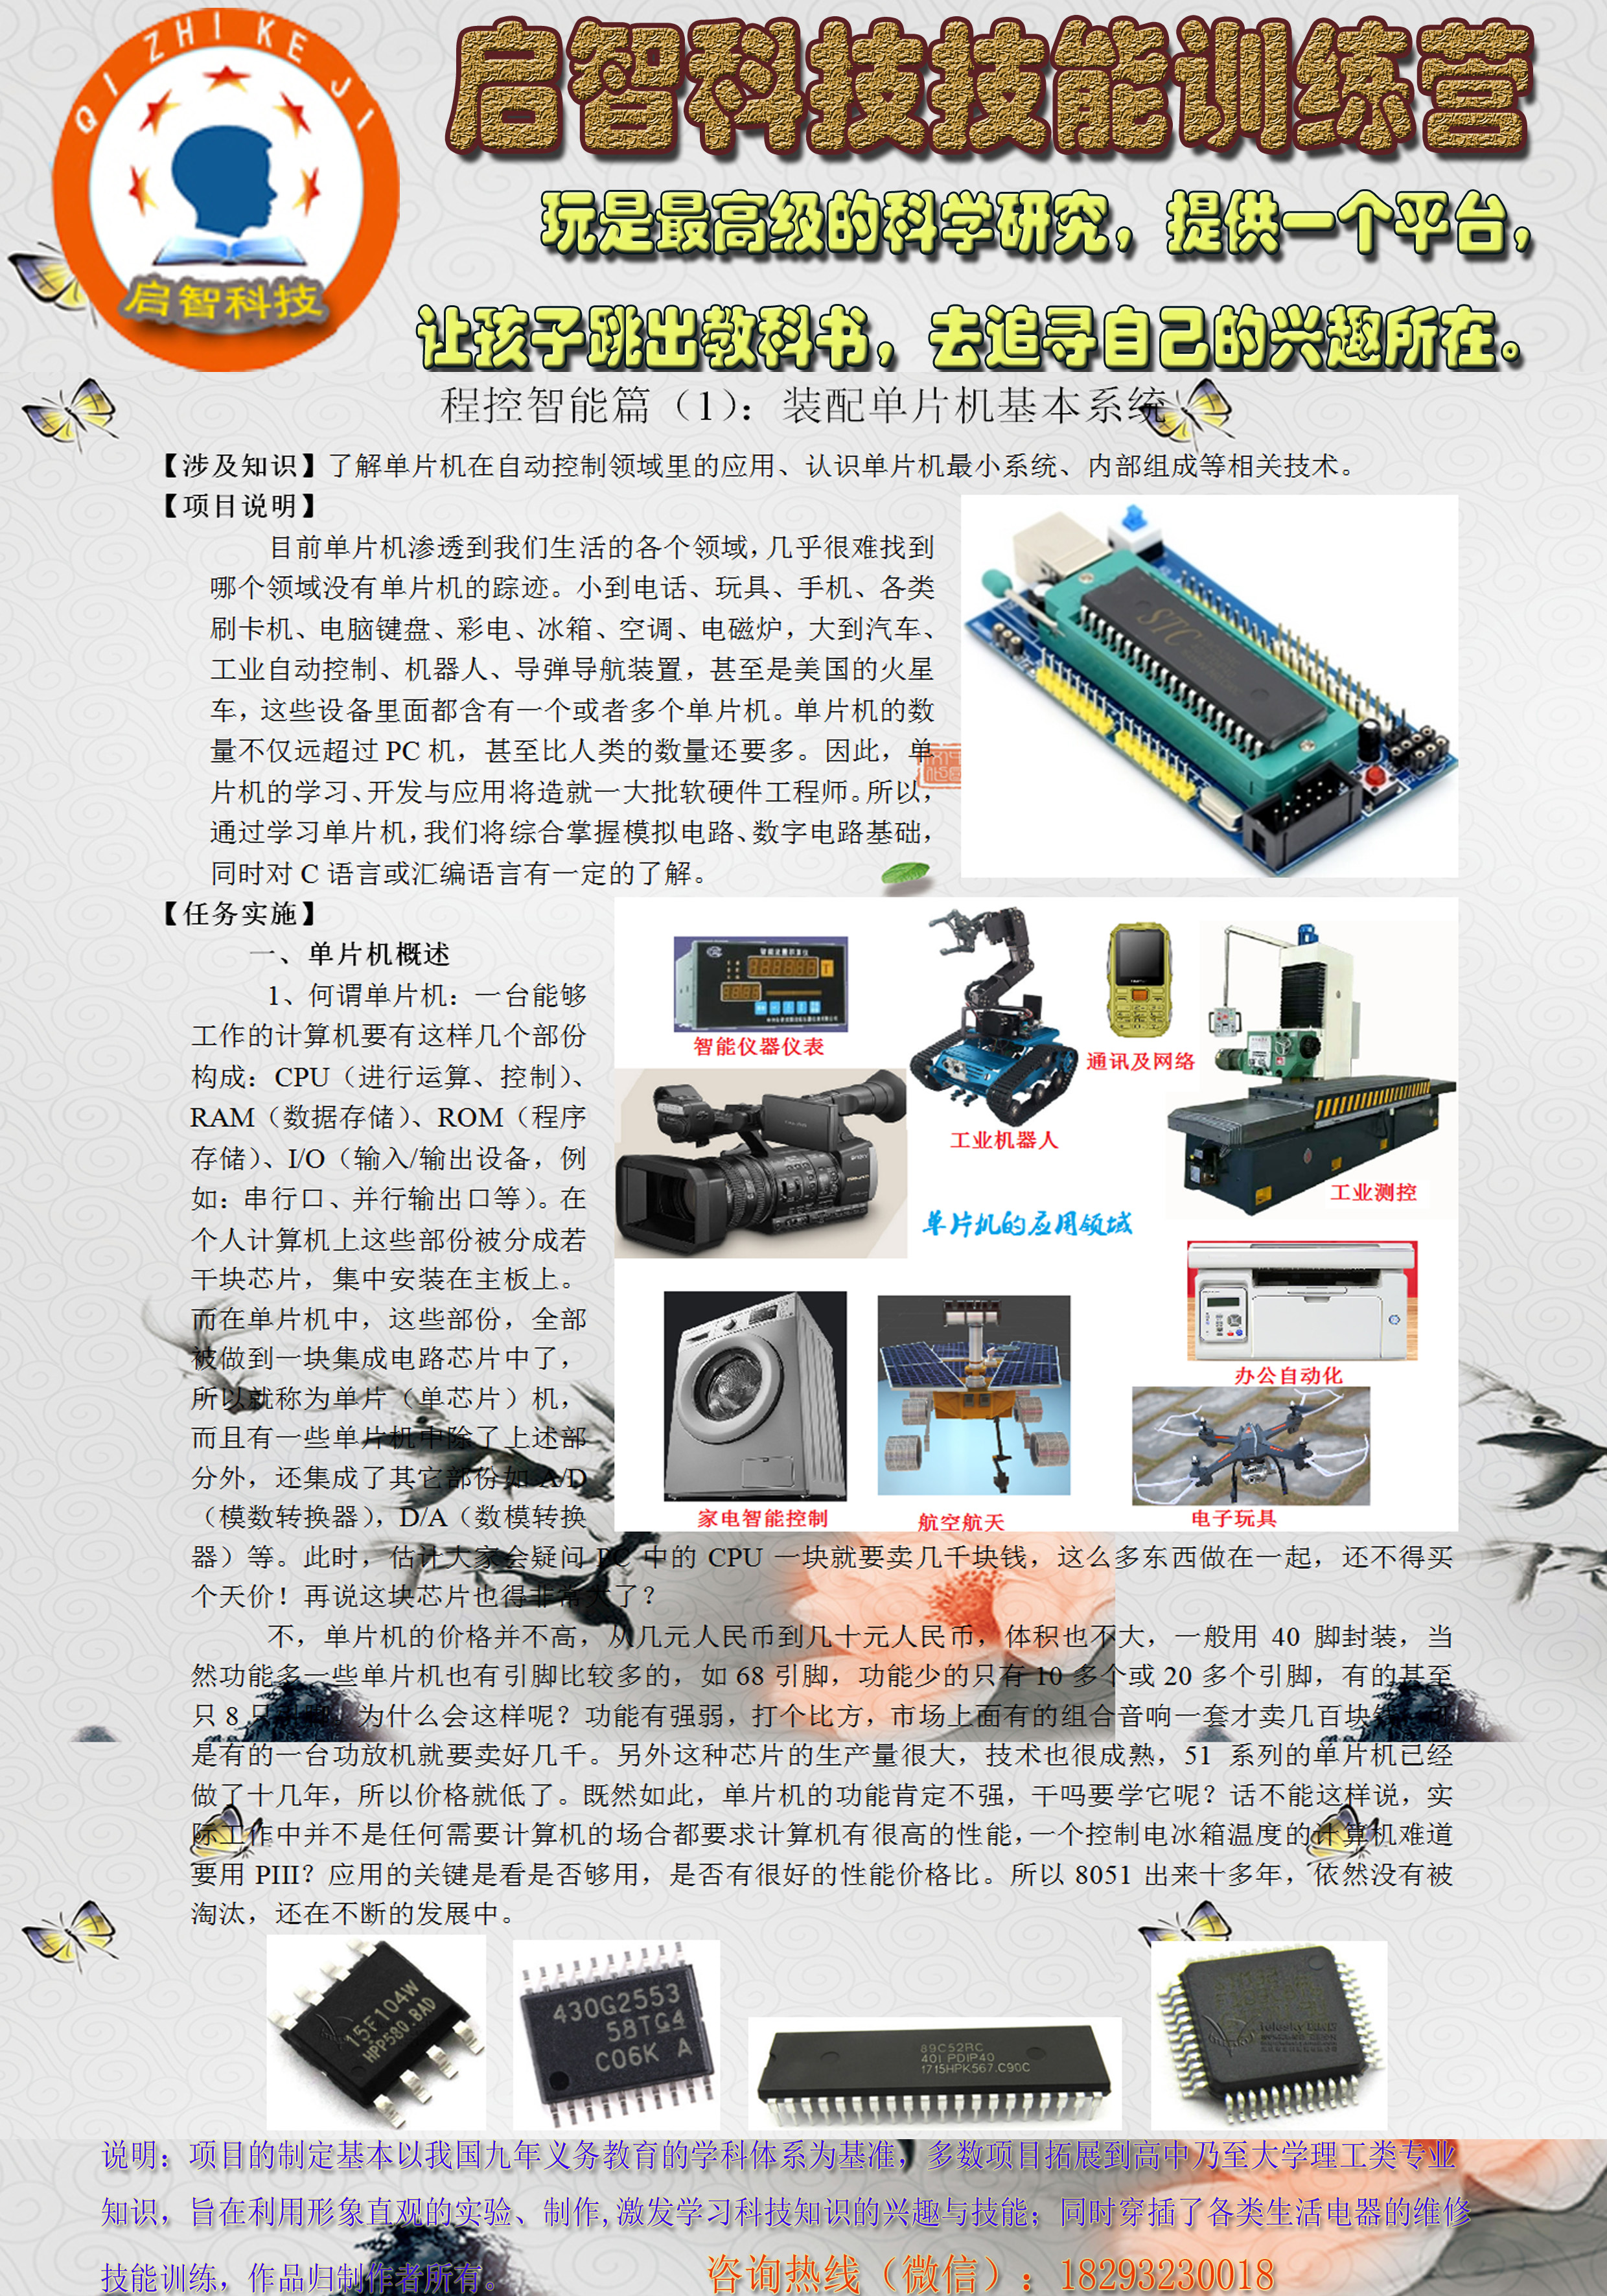 QI ZHI KE JI
启智科技
启智科技技能训练营
玩是最高级的科学研究，提供一个平台，
让孩子跳出教科书，去追寻自己的兴趣所在。
程控智能篇（1）：装配单片机基本系统
【涉及知识】了解单片机在自动控制领域里的应用、认识单片机最小系统、内部组成等相关技术。
【项目说明】
目前单片机渗透到我们生活的各个领域，几乎很难找到
哪个领域没有单片机的踪迹。小到电话、玩具、手机、各类
刷卡机、电脑键盘、彩电、冰箱、空调、电磁炉，大到汽车、
工业自动控制、机器人、导弹导航装置，甚至是美国的火星
车，这些设备里面都含有一个或者多个单片机。单片机的数
量不仅远超过 PC 机，甚至比人类的数量还要多。因此，单
片机的学习、开发与应用将造就一大批软硬件工程师。所以，
通过学习单片机，我们将综合掌握模拟电路、数字电路基础，
同时对 C 语言或汇编语言有一定的了解。
STC
【任务实施】
一、单片机概述
1、何谓单片机：一台能够
工作的计算机要有这样几个部份
构成：CPU（进行运算、控制）、
RAM（数据存储）、ROM（程序
存储）、I/O（输入/输出设备，例
如：串行口、并行输出口等）。在
个人计算机上这些部份被分成若
干块芯片，集中安装在主板上。
而在单片机中，这些部份，全部
被做到一块集成电路芯片中了，
所以就称为单片（单芯片）机，
而且有一些单片机中除了上述部
分外，还集成了其它部份如 A/D
（模数转换器），D/A（数模转换
器）等。此时，估计大家会疑问 PC 中的 CPU 一块就要卖几千块钱，这么多东西做在一起，还不得买
个天价！再说这块芯片也得非常大了？
智能仪器仪表
工业机器人
通讯及网络
工业测控
单片机的应用领域
办公自动化
家电智能控制
航空航天
电子玩具
不，单片机的价格并不高，从几元人民币到几十元人民币，体积也不大，一般用 40 脚封装，当
然功能多一些单片机也有引脚比较多的，如 68 引脚，功能少的只有 10 多个或 20 多个引脚，有的甚至
只 8 只 为什么会这样呢？功能有强弱，打个比方，市场上面有的组合音响一套才卖几百块
是有的一台功放机就要卖好几千。另外这种芯片的生产量很大，技术也很成熟，51 系列的单片机已经
做了十几年，所以价格就低了。既然如此，单片机的功能肯定不强，干吗要学它呢？话不能这样说，实
际工作中并不是任何需要计算机的场合都要求计算机有很高的性能，一个控制电冰箱温度的计算机难道
要用 PIII？应用的关键是看是否够用，是否有很好的性能价格比。所以 8051 出来十多年，依然没有被
淘汰，还在不断的发展中。
15F104W
HPP580.BAD
430G2553
58TG4
C06K A
89C52RC
40I PDIP40
1715HPK567.C90C
说明：项目的制定基本以我国九年义务教育的学科体系为基准，多数项目拓展到高中乃至大学理工类专业
知识，旨在利用形象直观的实验、制作,激发学习科技知识的兴趣与技能；同时穿插了各类生活电器的维修
技能训练，作品归制作者所有。
咨询热线（微信）：18293230018